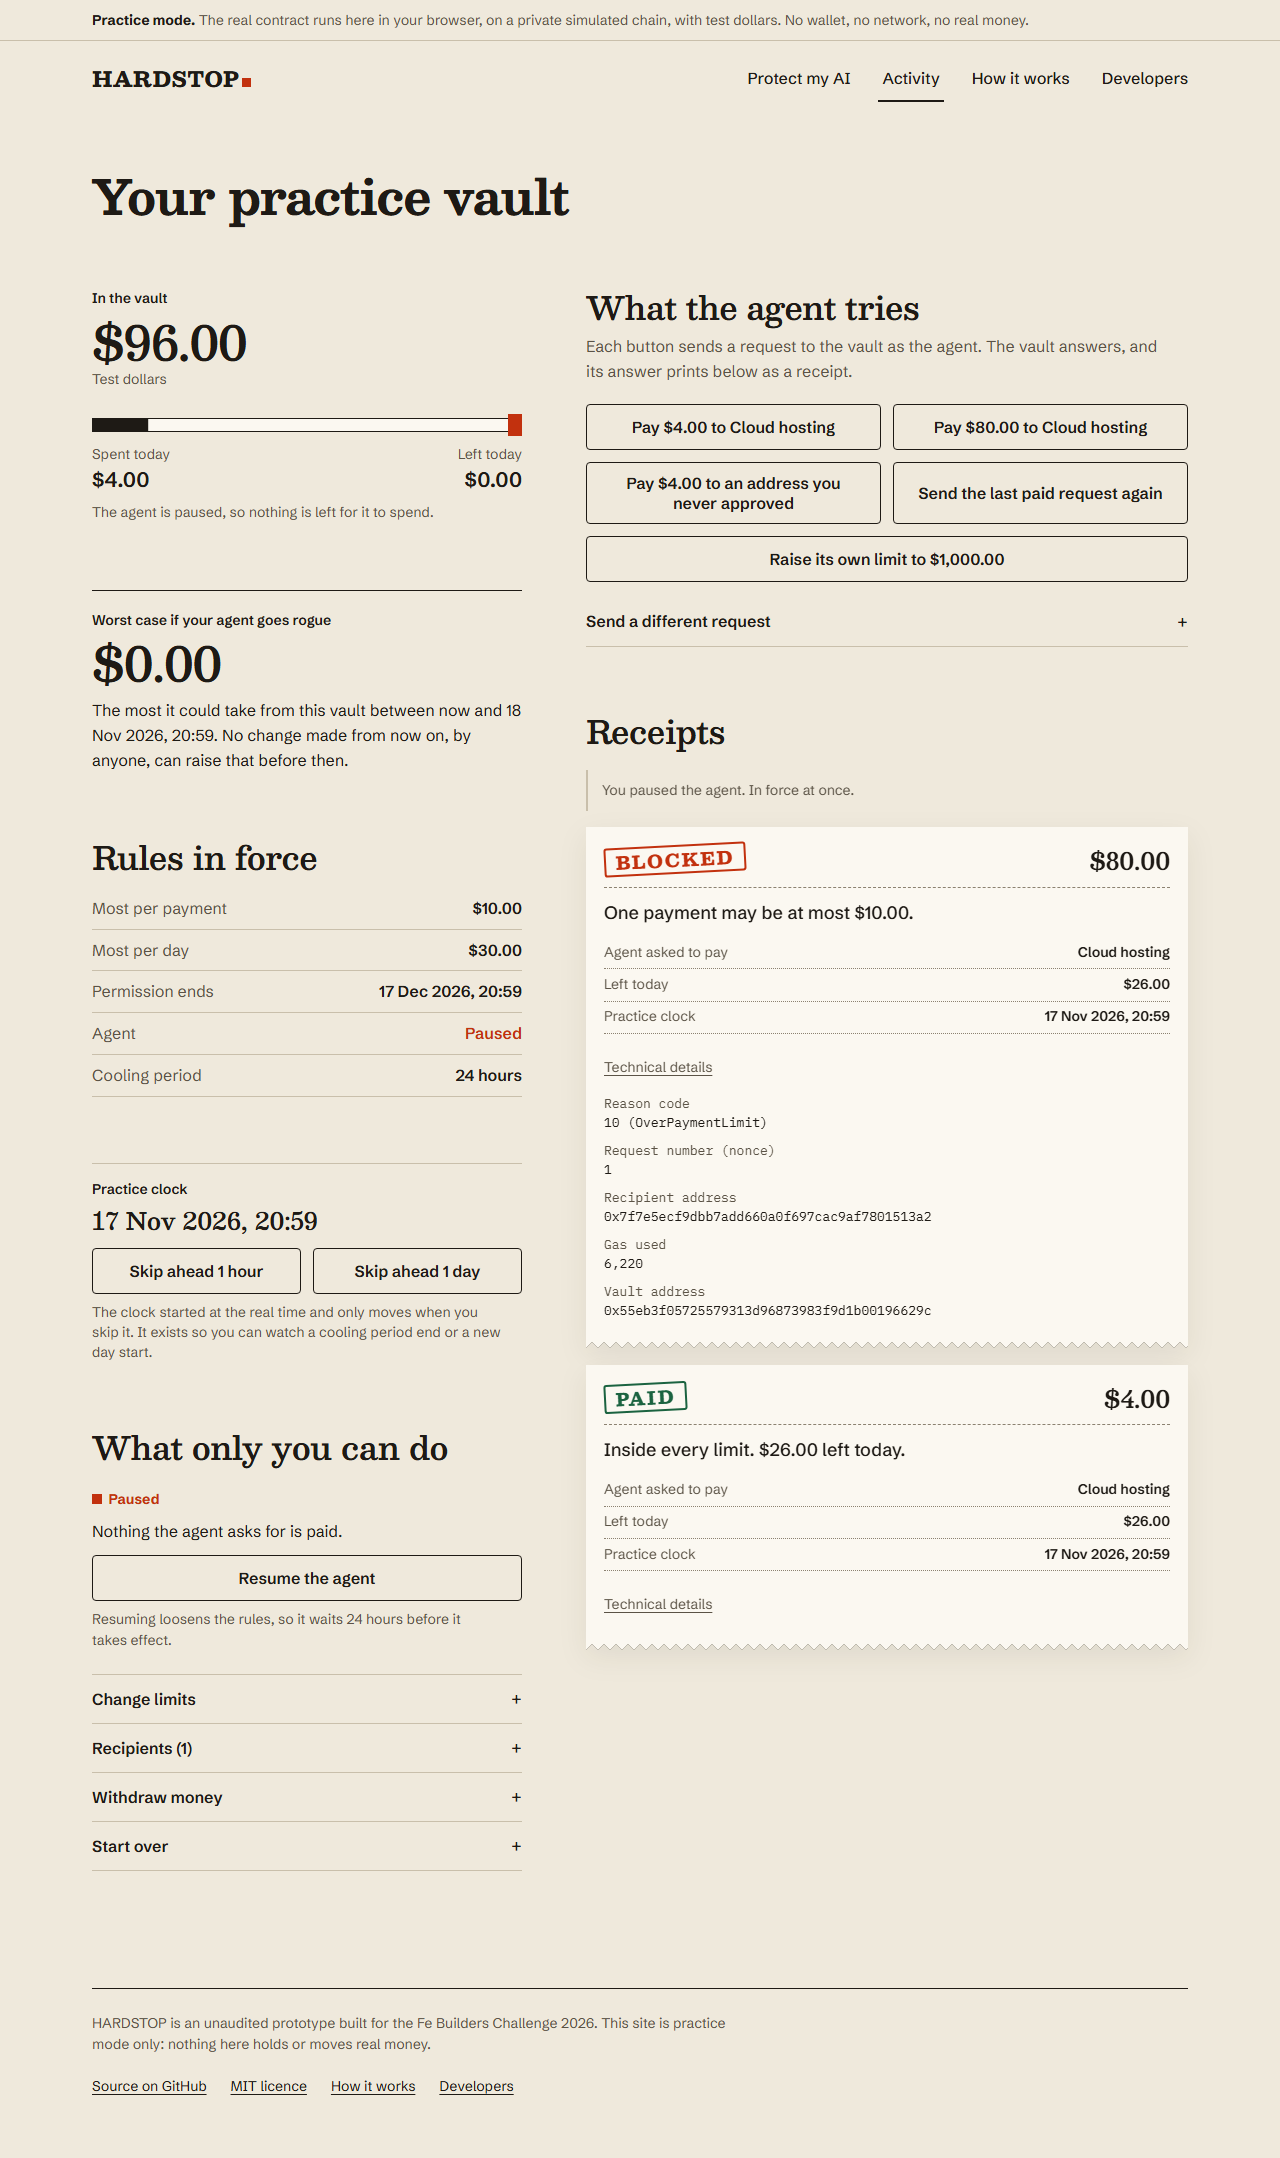 Practice mode. The real contract runs here in your browser, on a private simulated chain, with test dollars. No wallet, no network, no real money.
HARDSTOP
Protect my AI
Activity
How it works
Developers
Your practice vault
In the vault
$96.00
Test dollars
Spent today
Left today
$4.00
$0.00
The agent is paused, so nothing is left for it to spend.
Worst case if your agent goes rogue
$0.00
The most it could take from this vault between now and 18
Nov 2026, 20:59. No change made from now on, by
anyone, can raise that before then.
Rules in force
Most per payment
$10.00
Most per day
$30.00
Permission ends
17 Dec 2026, 20:59
Agent
Paused
Cooling period
24 hours
Practice clock
17 Nov 2026, 20:59
Skip ahead 1 hour
Skip ahead 1 day
The clock started at the real time and only moves when you
skip it. It exists so you can watch a cooling period end or a new
day start.
What only you can do
Paused
Nothing the agent asks for is paid.
Resume the agent
Resuming loosens the rules, so it waits 24 hours before it
takes effect.
Change limits
+
Recipients (1)
+
Withdraw money
+
Start over
+
What the agent tries
Each button sends a request to the vault as the agent. The vault answers, and
its answer prints below as a receipt.
Pay $4.00 to Cloud hosting
Pay $80.00 to Cloud hosting
Pay $4.00 to an address you
never approved
Send the last paid request again
Raise its own limit to $1,000.00
Send a different request
+
Receipts
You paused the agent. In force at once.
BLOCKED
$80.00
One payment may be at most $10.00.
Agent asked to pay
Cloud hosting
Left today
$26.00
Practice clock
17 Nov 2026, 20:59
Technical details
Reason code
10 (OverPaymentLimit)
Request number (nonce)
1
Recipient address
0x7f7e5ecf9dbb7add660a0f697cac9af7801513a2
Gas used
6,220
Vault address
0x55eb3f05725579313d96873983f9d1b00196629c
PAID
$4.00
Inside every limit. $26.00 left today.
Agent asked to pay
Cloud hosting
Left today
$26.00
Practice clock
17 Nov 2026, 20:59
Technical details
HARDSTOP is an unaudited prototype built for the Fe Builders Challenge 2026. This site is practice
mode only: nothing here holds or moves real money.
Source on GitHub
MIT licence
How it works
Developers